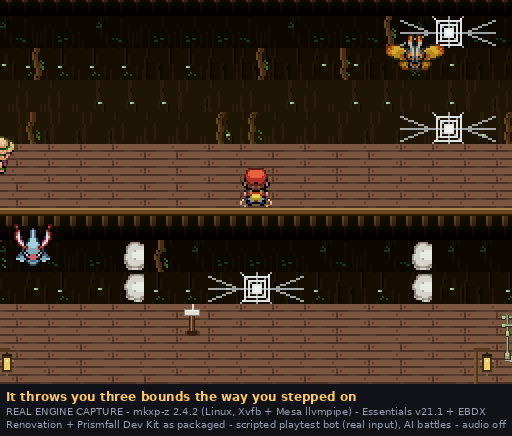 It throws you three bounds the way you stepped on
REAL ENGINE CAPTURE - mkxp-z 2.4.2 (Linux, Xvfb + Mesa llvmpipe) - Essentials v21.1 + EBDX
Renovation + Prismfall Dev Kit as packaged - scripted playtest bot (real input), AI battles - audio off